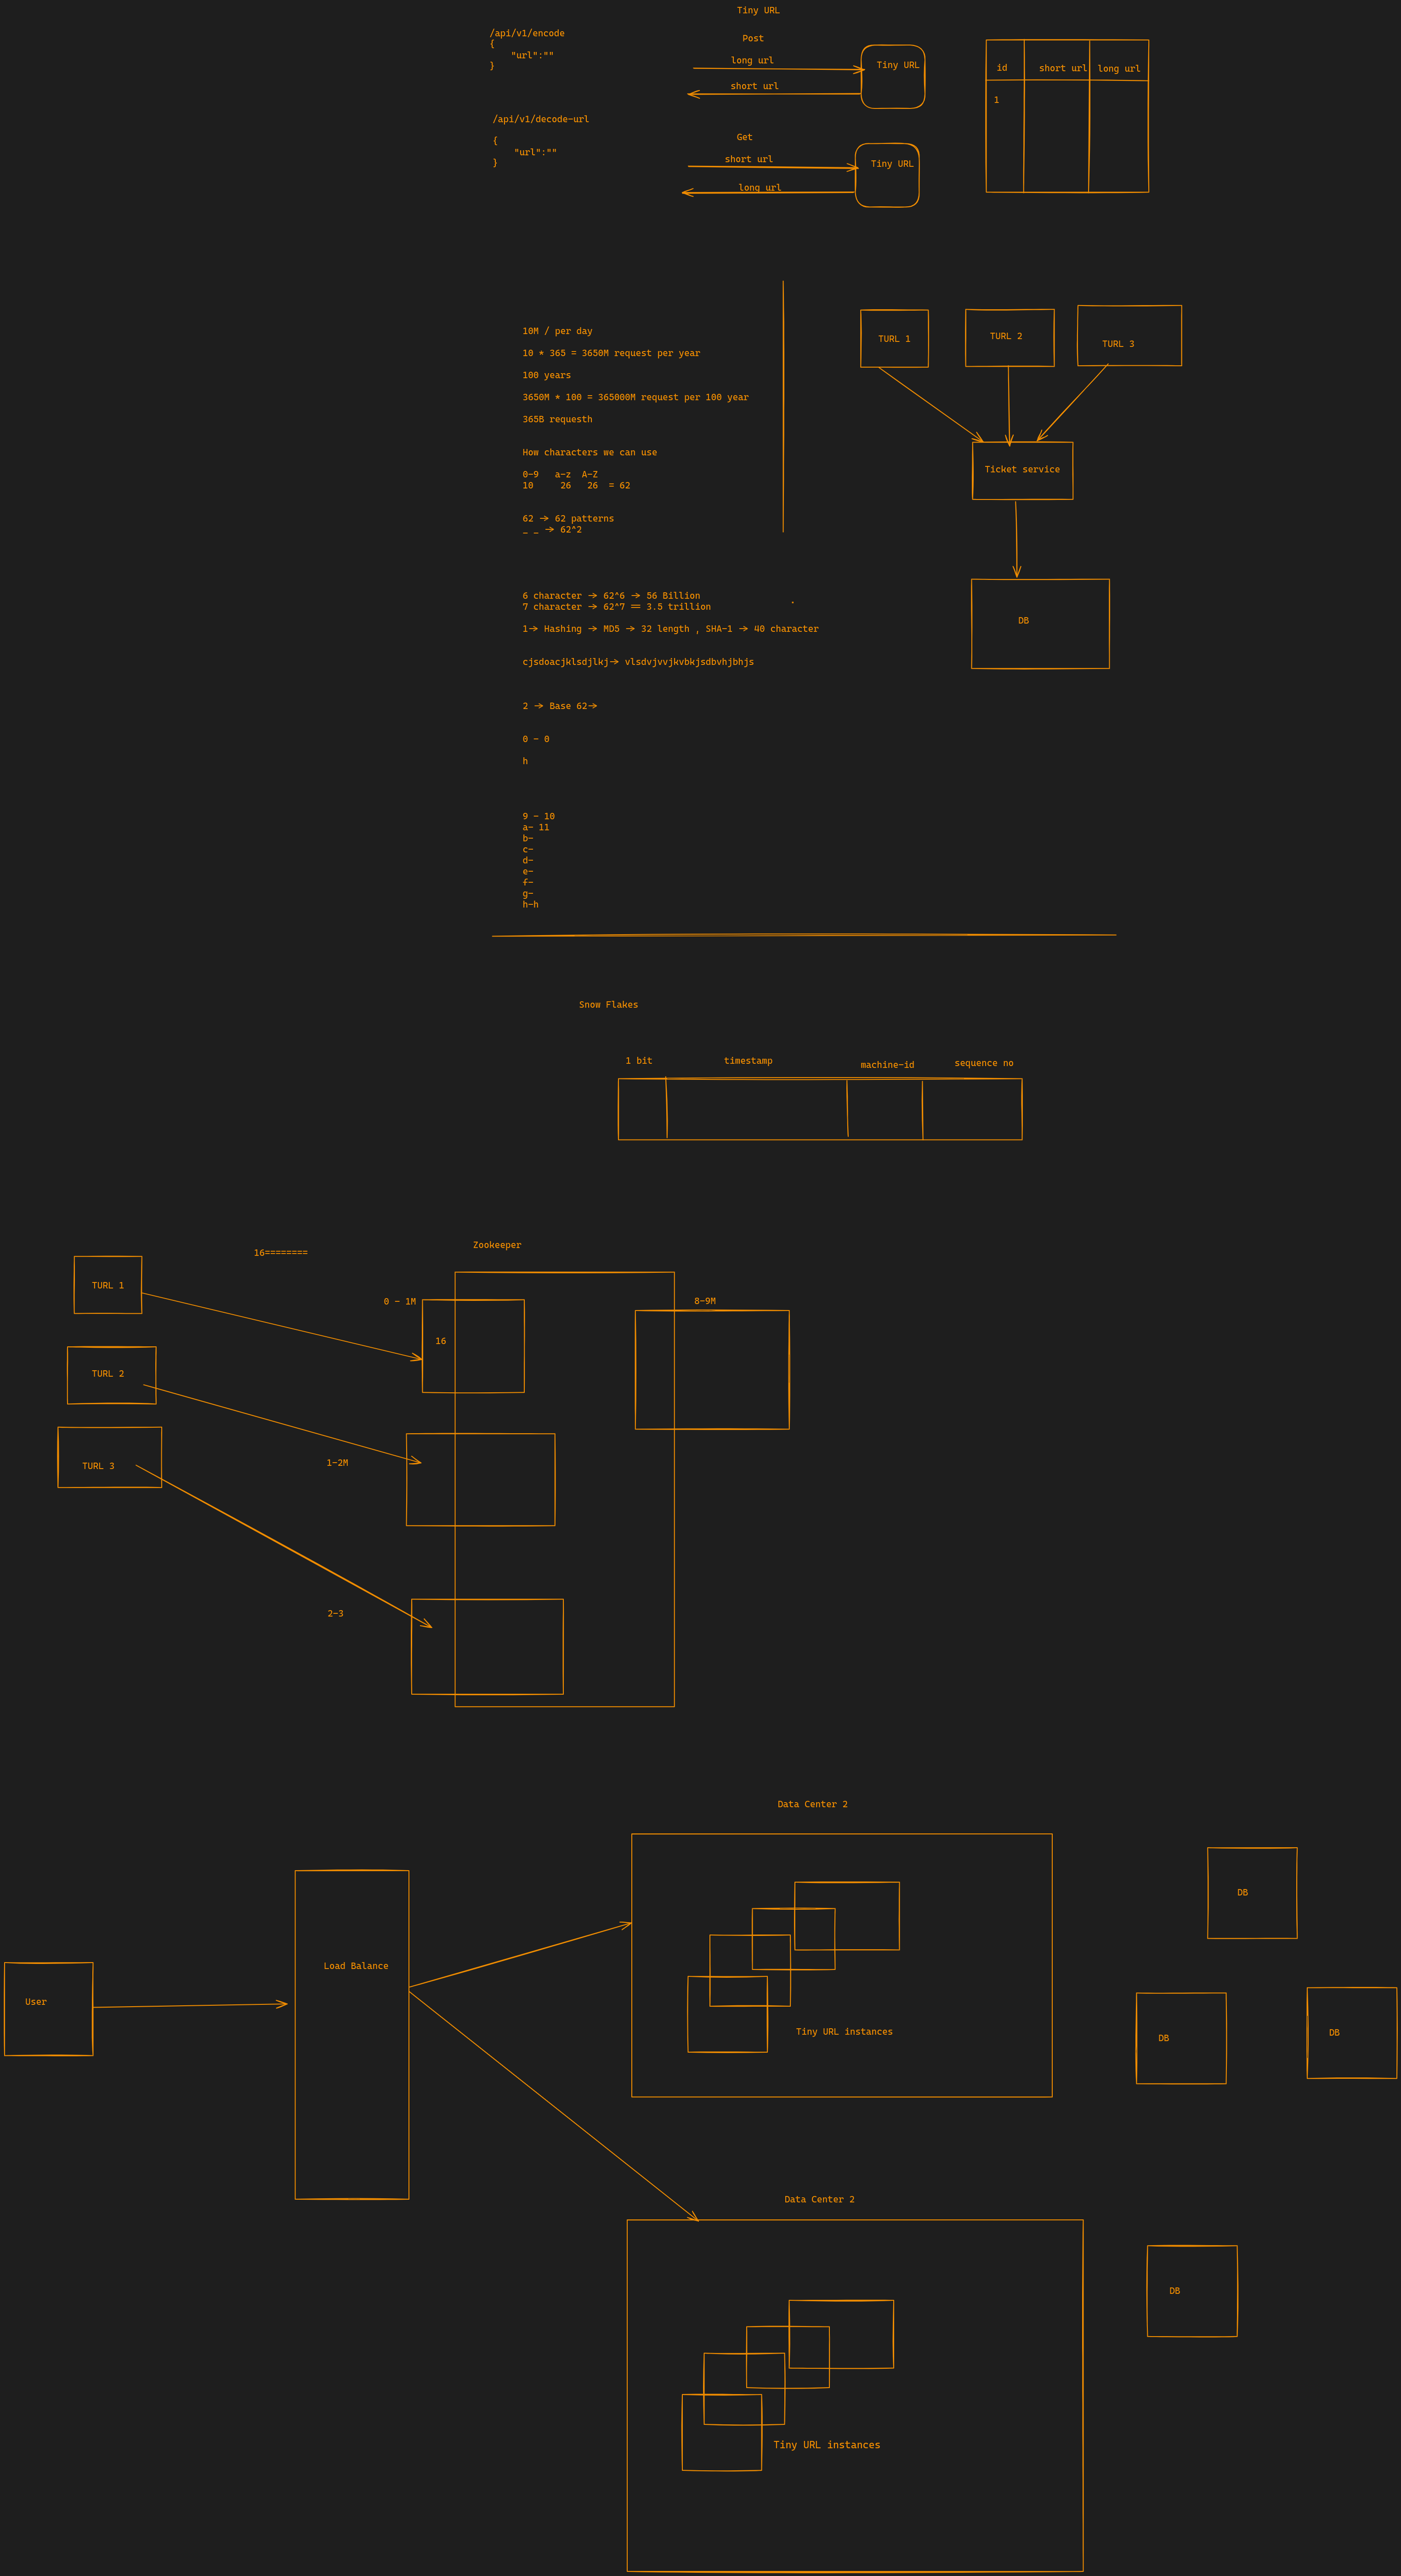 Tiny URL
/api/v1/encode
{
"url":""
}
Post
long url
short url
Tiny URL
id short url long url
1
/api/v1/decode-url
{
"url":""
}
Get
short url
long url
Tiny URL
10M / per day
10 * 365 = 3650M request per year
100 years
3650M * 100 = 365000M request per 100 year
365B requesth
How characters we can use
0-9 a-z A-Z
10 26 26 = 62
62 -> 62 patterns
_ _ -> 62^2
6 character -> 62^6 -> 56 Billion
7 character -> 62^7 == 3.5 trillion
1-> Hashing -> MD5 -> 32 length , SHA-1 -> 40 character
cjsdoacjklsdjlkj-> vlsdvjvvjkvbkjsdbvhjbhjs
2 -> Base 62->
0 - 0
h
9 - 10
a- 11
b-
c-
d-
e-
f-
g-
h-h
TURL 1
TURL 2
TURL 3
Ticket service
DB
Snow Flakes
1 bit
timestamp
machine-id
sequence no
Zookeeper
16========
TURL 1
TURL 2
TURL 3
0 - 1M
16
8-9M
1-2M
2-3
Data Center 2
User
Load Balance
Tiny URL instances
DB
DB
DB
Data Center 2
Tiny URL instances
DB